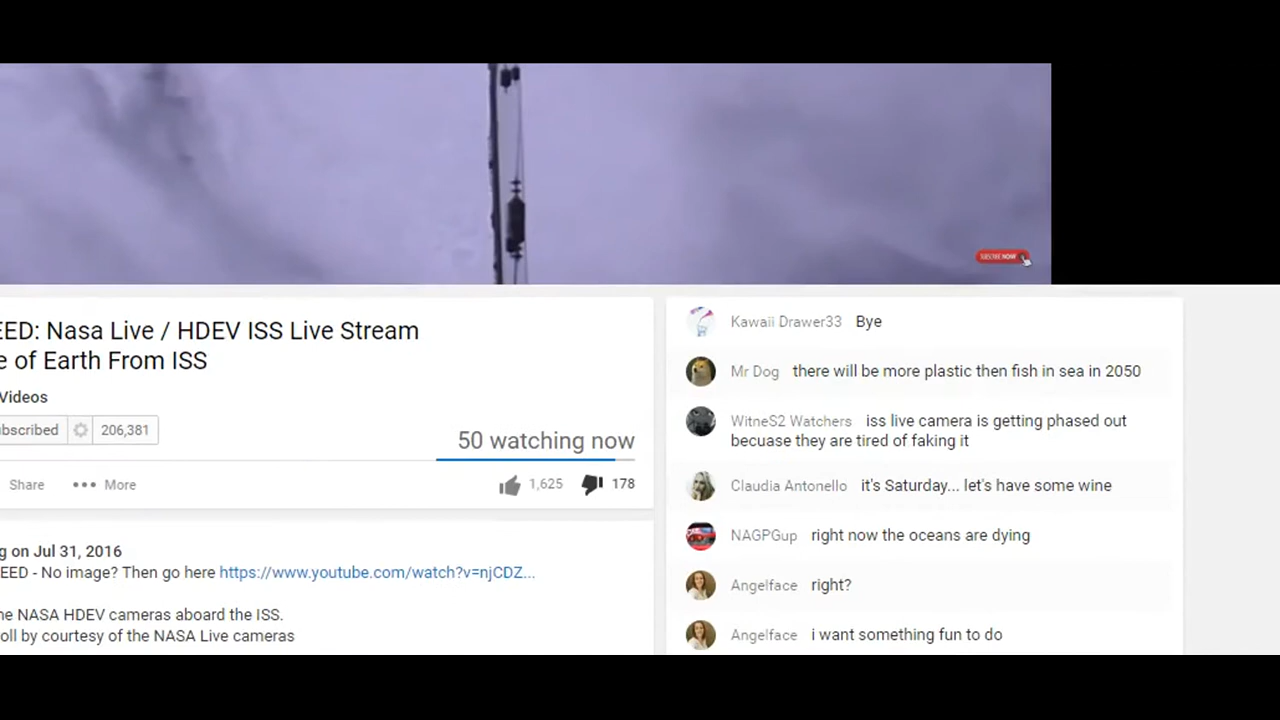 SUBSCRIBE NOW
EED: Nasa Live / HDEV ISS Live Stream
e of Earth From ISS
Videos
ubscribed 206,381
50 watching now
Share ••• More
1,625 178
g on Jul 31, 2016
EED - No image? Then go here https://www.youtube.com/watch?v=njCDZ...
he NASA HDEV cameras aboard the ISS.
oll by courtesy of the NASA Live cameras
Kawaii Drawer33 Bye
Mr Dog there will be more plastic then fish in sea in 2050
WitneS2 Watchers iss live camera is getting phased out
becuase they are tired of faking it
Claudia Antonello it's Saturday... let's have some wine
NAGPGup right now the oceans are dying
Angelface right?
Angelface i want something fun to do